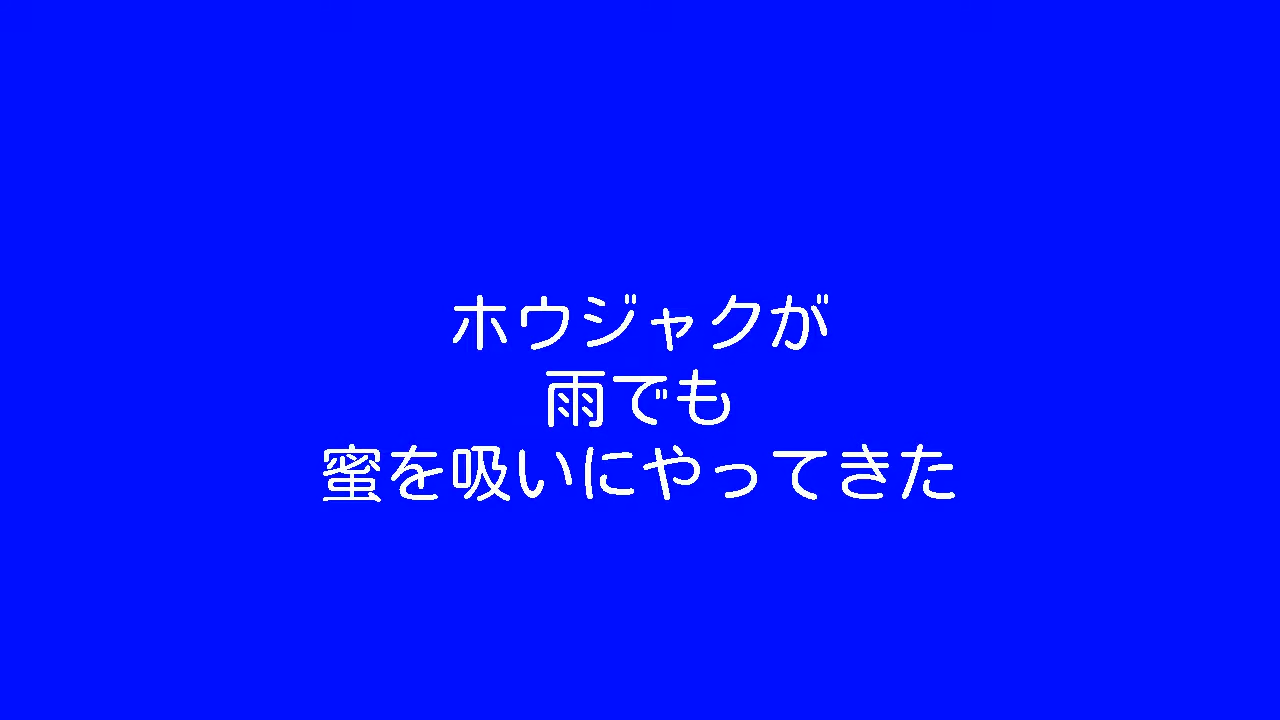 ホウジャクが
雨でも
蜜を吸いにやってきた